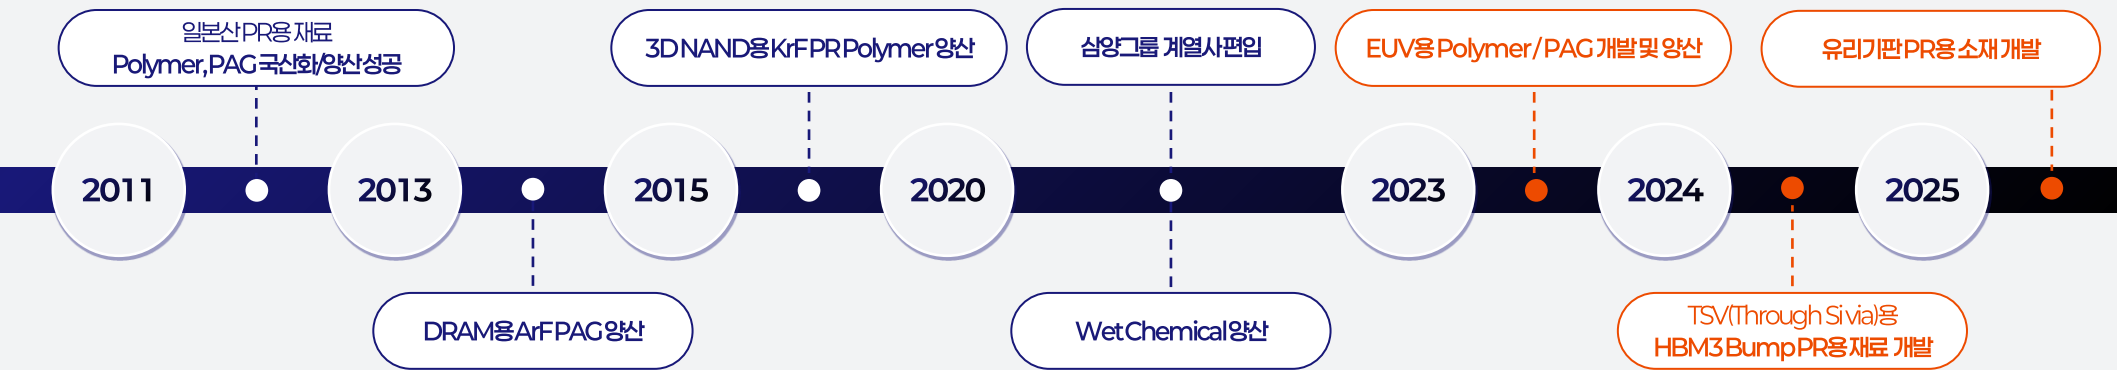 일본산 PR용 재료
Polymer, PAG 국산화/양산 성공
3D NAND용 KrF PR Polymer 양산
삼양그룹 계열사 편입
EUV용 Polymer / PAG 개발 및 양산
유리기판 PR용 소재 개발
2011
2013
2015
2020
2023
2024
2025
DRAM용 ArF PAG 양산
Wet Chemical 양산
TSV(Through Si via)용
HBM3 Bump PR용 재료 개발